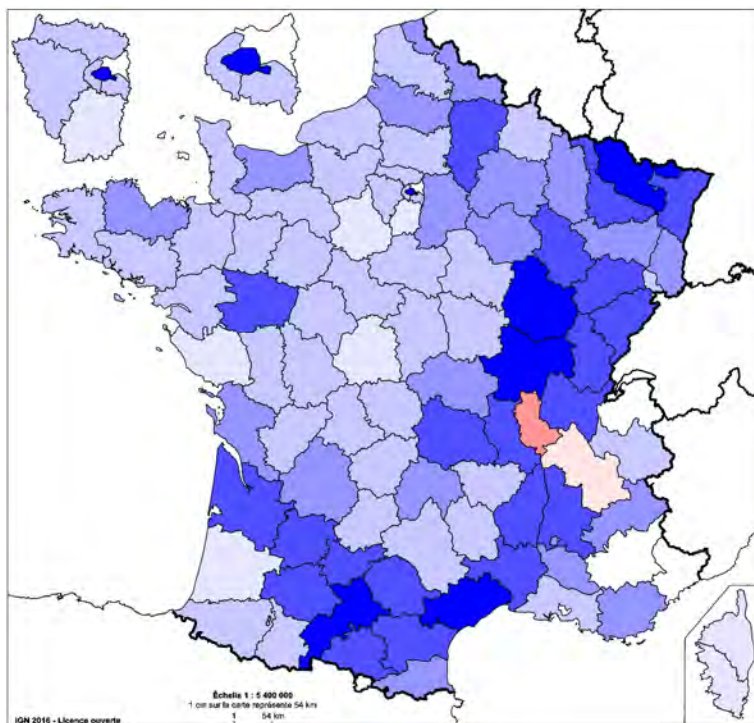 Échelle 1 : 5 400 000
1 cm sur la carte représente 54 km
1 54 km
IGN 2016 - Licence ouverte